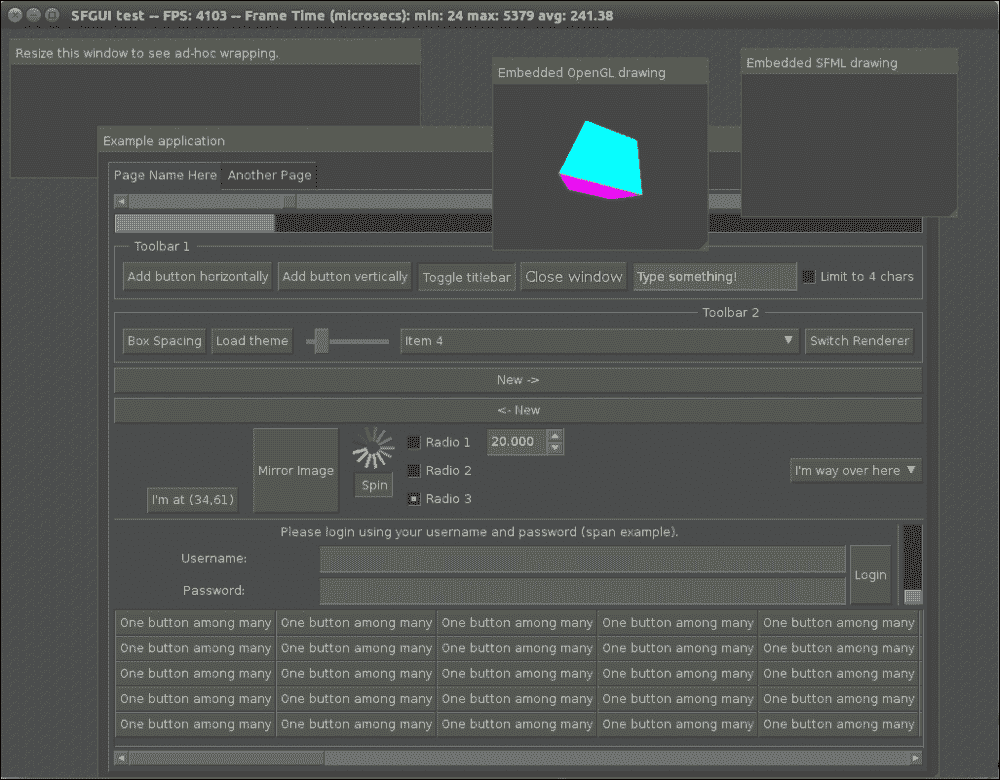 SFGUI test -- FPS: 4103 -- Frame Time (microsecs): min: 24 max: 5379 avg: 241.38
Resize this window to see ad-hoc wrapping.
Embedded OpenGL drawing
Embedded SFML drawing
Example application
Page Name Here Another Page
Toolbar 1
Add button horizontally Add button vertically Toggle titlebar Close window Type something! Limit to 4 chars
Toolbar 2
Box Spacing Load theme Item 4 Switch Renderer
New ->
<- New
Mirror Image
Spin
Radio 1 20.000
Radio 2
Radio 3
I'm way over here
I'm at (34,61)
Please login using your username and password (span example).
Username:
Password:
Login
One button among many One button among many One button among many One button among many One button among many
One button among many One button among many One button among many One button among many One button among many
One button among many One button among many One button among many One button among many One button among many
One button among many One button among many One button among many One button among many One button among many
One button among many One button among many One button among many One button among many One button among many